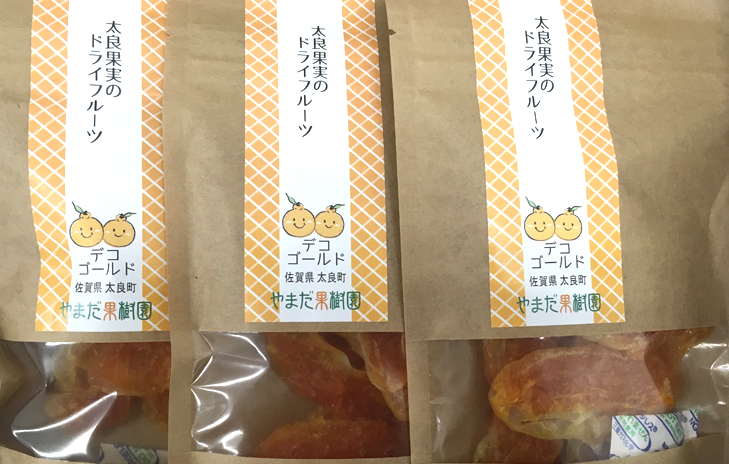 太良果実の
ドライフルーツ
デコ
ゴールド
佐賀県 太良町
やまだ果樹園
太良果実の
ドライフルーツ
デコ
ゴールド
佐賀県 太良町
やまだ果樹園
太良果実の
ドライフルーツ
デコ
ゴールド
佐賀県 太良町
やまだ果樹園